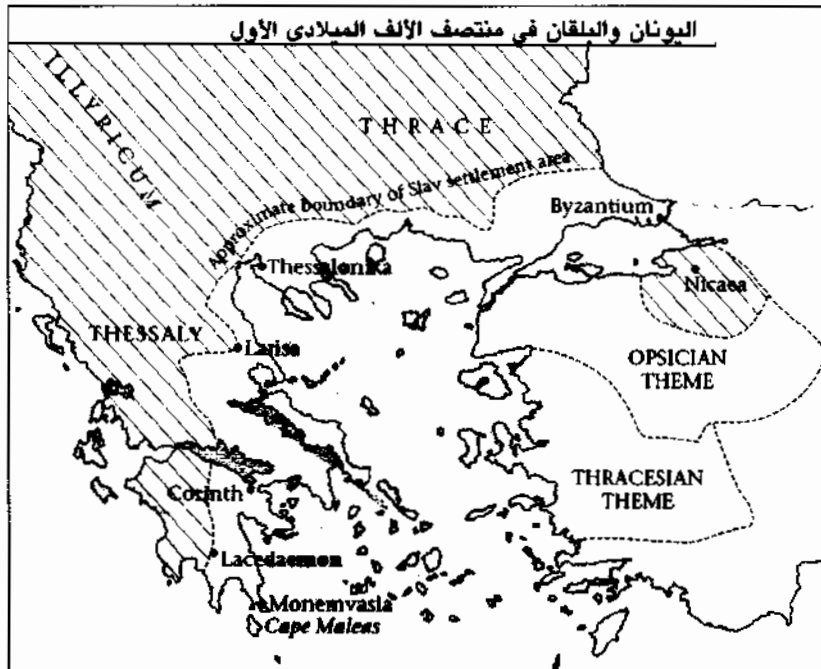 اليونان والبلقان في منتصف الألف الميلادى الأول
ILLYRICUM
THRACE
Approximate boundary of Slav settlement area
Byzantium
Thessalonika
Nicaea
THESSALY
Larisa
OPSICIAN
THEME
Corinth
THRACESIAN
THEME
Lacedaemon
Monemvasia
Cape Maleas